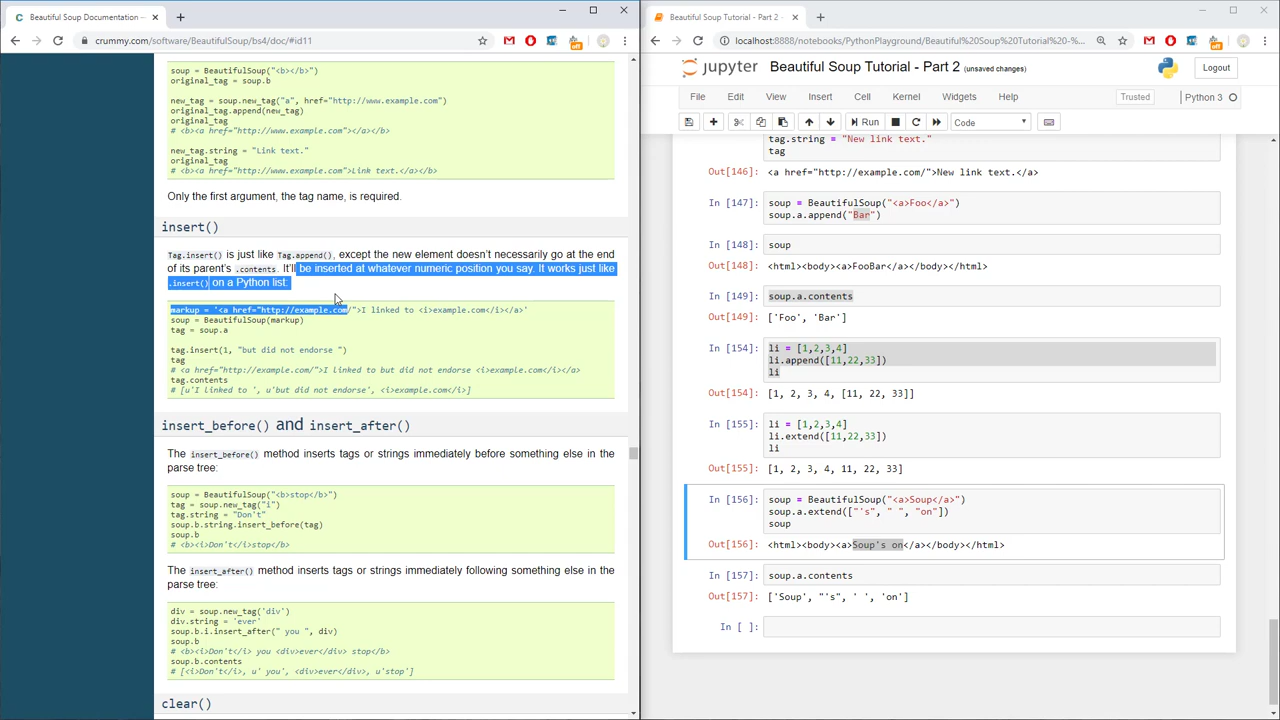 Beautiful Soup Documentation —
crummy.com/software/BeautifulSoup/bs4/doc/#id11
soup = BeautifulSoup("<b></b>")
original_tag = soup.b
new_tag = soup.new_tag("a", href="http://www.example.com")
original_tag.append(new_tag)
original_tag
# <b><a href="http://www.example.com"></a></b>
new_tag.string = "Link text."
original_tag
# <b><a href="http://www.example.com">Link text.</a></b>
Only the first argument, the tag name, is required.
insert()
Tag.insert() is just like Tag.append(), except the new element doesn't necessarily go at the end
of its parent's .contents. It'll be inserted at whatever numeric position you say. It works just like
.insert() on a Python list:
markup = '<a href="http://example.com/">I linked to <i>example.com</i></a>'
soup = BeautifulSoup(markup)
tag = soup.a
tag.insert(1, "but did not endorse ")
tag
# <a href="http://example.com/">I linked to but did not endorse <i>example.com</i></a>
tag.contents
# [u'I linked to ', u'but did not endorse', <i>example.com</i>]
insert_before() and insert_after()
The insert_before() method inserts tags or strings immediately before something else in the
parse tree:
soup = BeautifulSoup("<b>stop</b>")
tag = soup.new_tag("i")
tag.string = "Don't"
soup.b.string.insert_before(tag)
soup.b
# <b><i>Don't</i>stop</b>
The insert_after() method inserts tags or strings immediately following something else in the
parse tree:
div = soup.new_tag('div')
div.string = 'ever'
soup.b.i.insert_after(" you ", div)
soup.b
# <b><i>Don't</i> you <div>ever</div> stop</b>
soup.b.contents
# [<i>Don't</i>, u' you', <div>ever</div>, u'stop']
clear()
Beautiful Soup Tutorial - Part 2
localhost:8888/notebooks/PythonPlayground/Beautiful%20Soup%20Tutorial%20-%...
jupyter Beautiful Soup Tutorial - Part 2 (unsaved changes)
Logout
File Edit View Insert Cell Kernel Widgets Help Trusted Python 3
Run Code
tag.string = "New link text."
tag
Out[146]: <a href="http://example.com/">New link text.</a>
In [147]: soup = BeautifulSoup("<a>Foo</a>")
soup.a.append("Bar")
In [148]: soup
Out[148]: <html><body><a>FooBar</a></body></html>
In [149]: soup.a.contents
Out[149]: ['Foo', 'Bar']
In [154]: li = [1,2,3,4]
li.append([11,22,33])
li
Out[154]: [1, 2, 3, 4, [11, 22, 33]]
In [155]: li = [1,2,3,4]
li.extend([11,22,33])
li
Out[155]: [1, 2, 3, 4, 11, 22, 33]
In [156]: soup = BeautifulSoup("<a>Soup</a>")
soup.a.extend(["'s", " ", "on"])
soup
Out[156]: <html><body><a>Soup's on</a></body></html>
In [157]: soup.a.contents
Out[157]: ['Soup', "'s", ' ', 'on']
In [ ]: